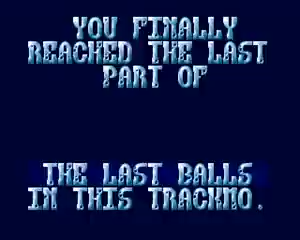 YOU FINALLY
REACHED THE LAST
PART OF
THE LAST BALLS
IN THIS TRACKMO.